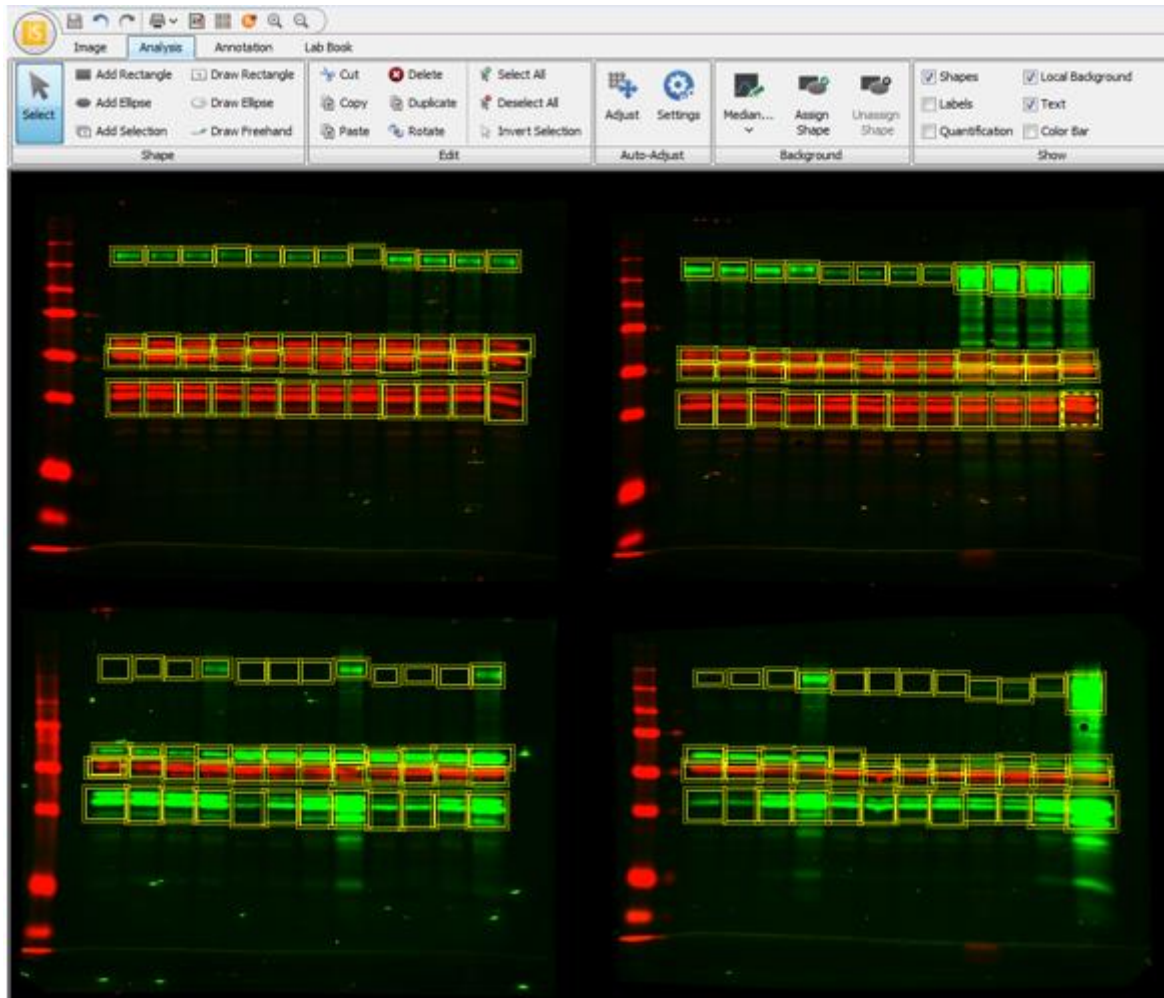 IS
Image Analysis Annotation Lab Book
Select
Add Rectangle Draw Rectangle
Add Ellipse Draw Ellipse
Add Selection Draw Freehand
Shape
Cut Delete Select All
Copy Duplicate Deselect All
Paste Rotate Invert Selection
Edit
Adjust Settings
Auto-Adjust
Median... Assign Shape Unassign Shape
Background
Shapes Local Background
Labels Text
Quantification Color Bar
Show